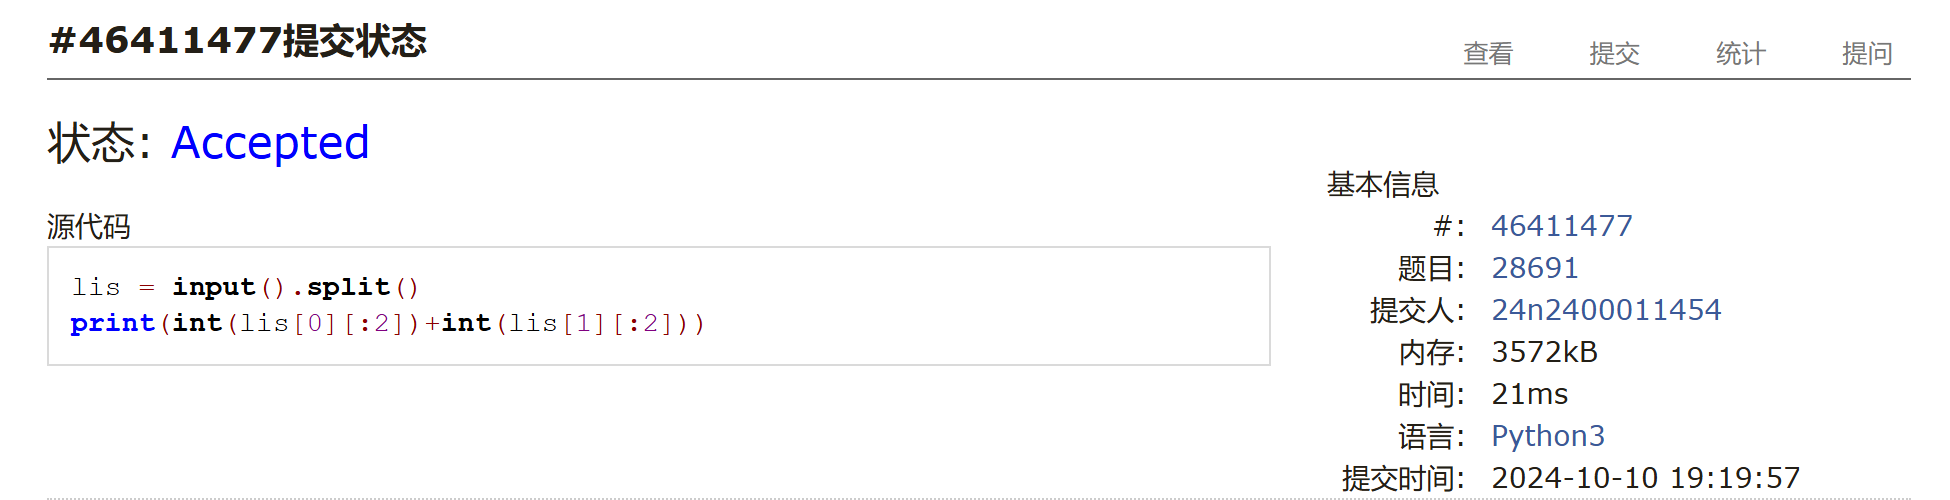 #46411477提交状态
查看 提交 统计 提问
状态: Accepted
源代码
lis = input().split()
print(int(lis[0][:2])+int(lis[1][:2]))
基本信息
#: 46411477
题目: 28691
提交人: 24n2400011454
内存: 3572kB
时间: 21ms
语言: Python3
提交时间: 2024-10-10 19:19:57